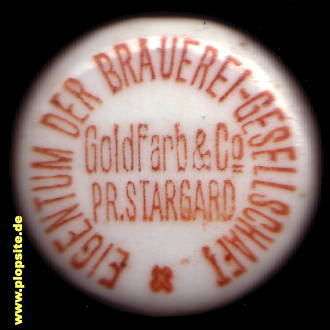 EIGENTUM DER BRAUEREI-GESELLSCHAFT
Goldfarb & Co
PR. STARGARD
www.plopsite.de